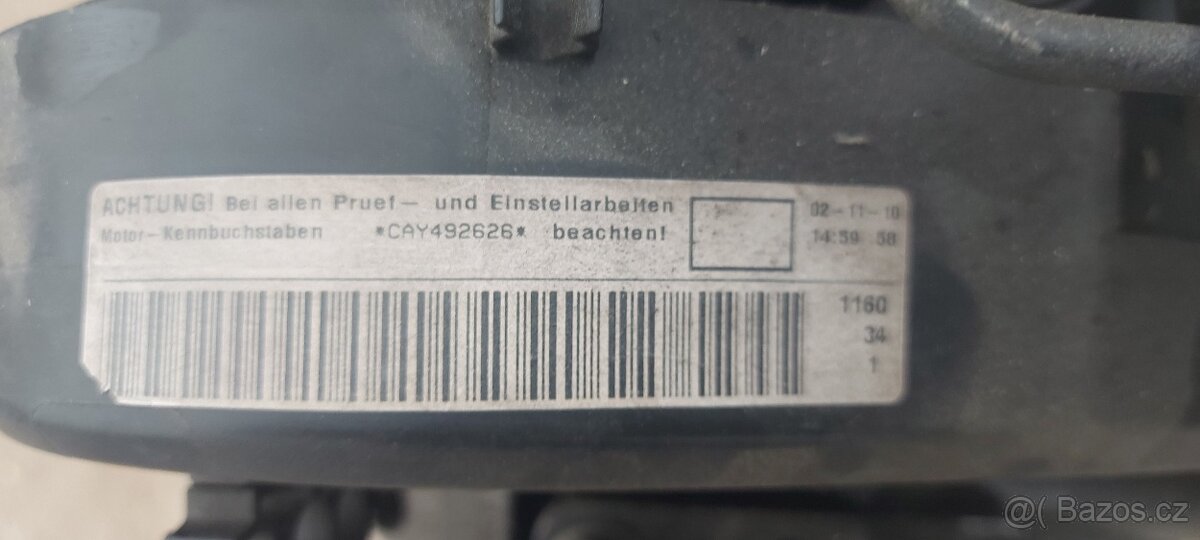 ACHTUNG! Bei allen Pruef- und Einstellarbeiten
Motor-Kennbuchstaben *CAY492626* beachten!
02-11-10
14:59 58
1160
34
1
@( Bazos.cz